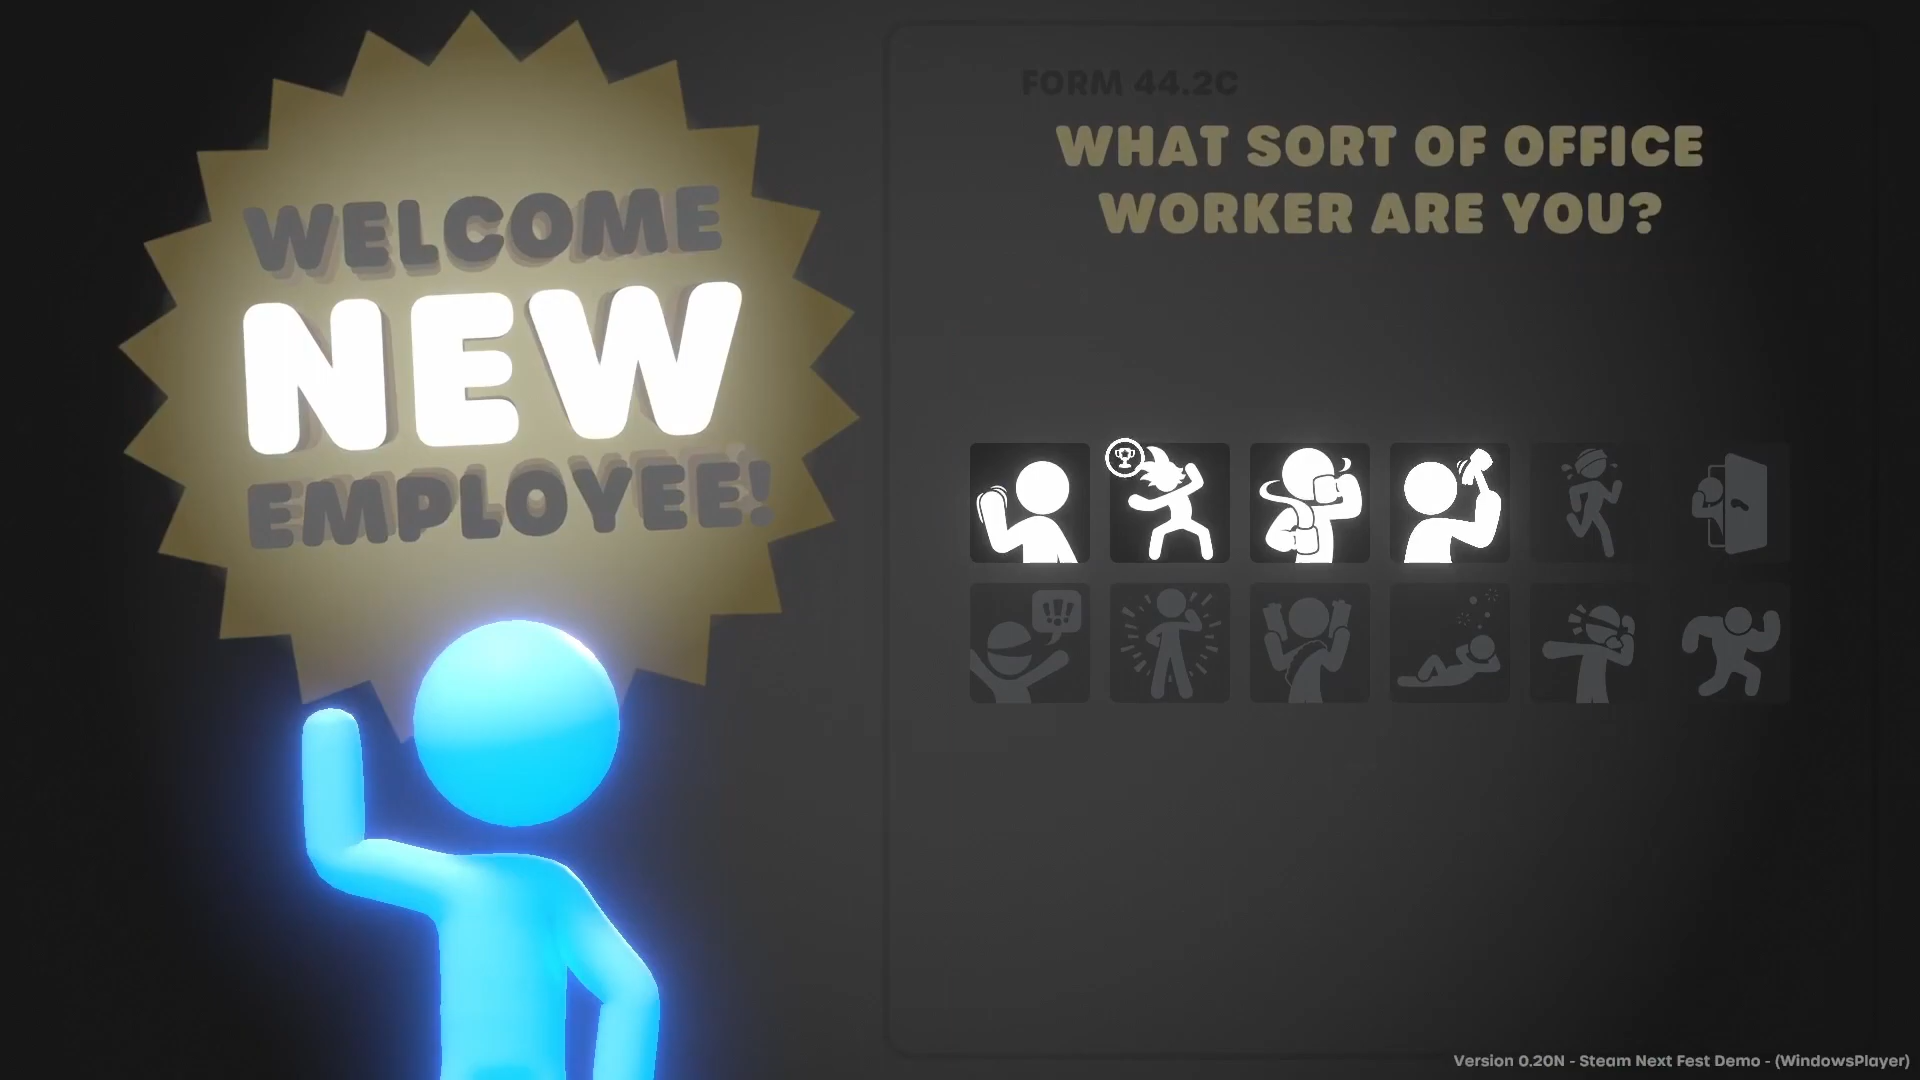 WELCOME
NEW
EMPLOYEE!
FORM 44.2C
WHAT SORT OF OFFICE
WORKER ARE YOU?
!!!
Version 0.20N - Steam Next Fest Demo - (WindowsPlayer)